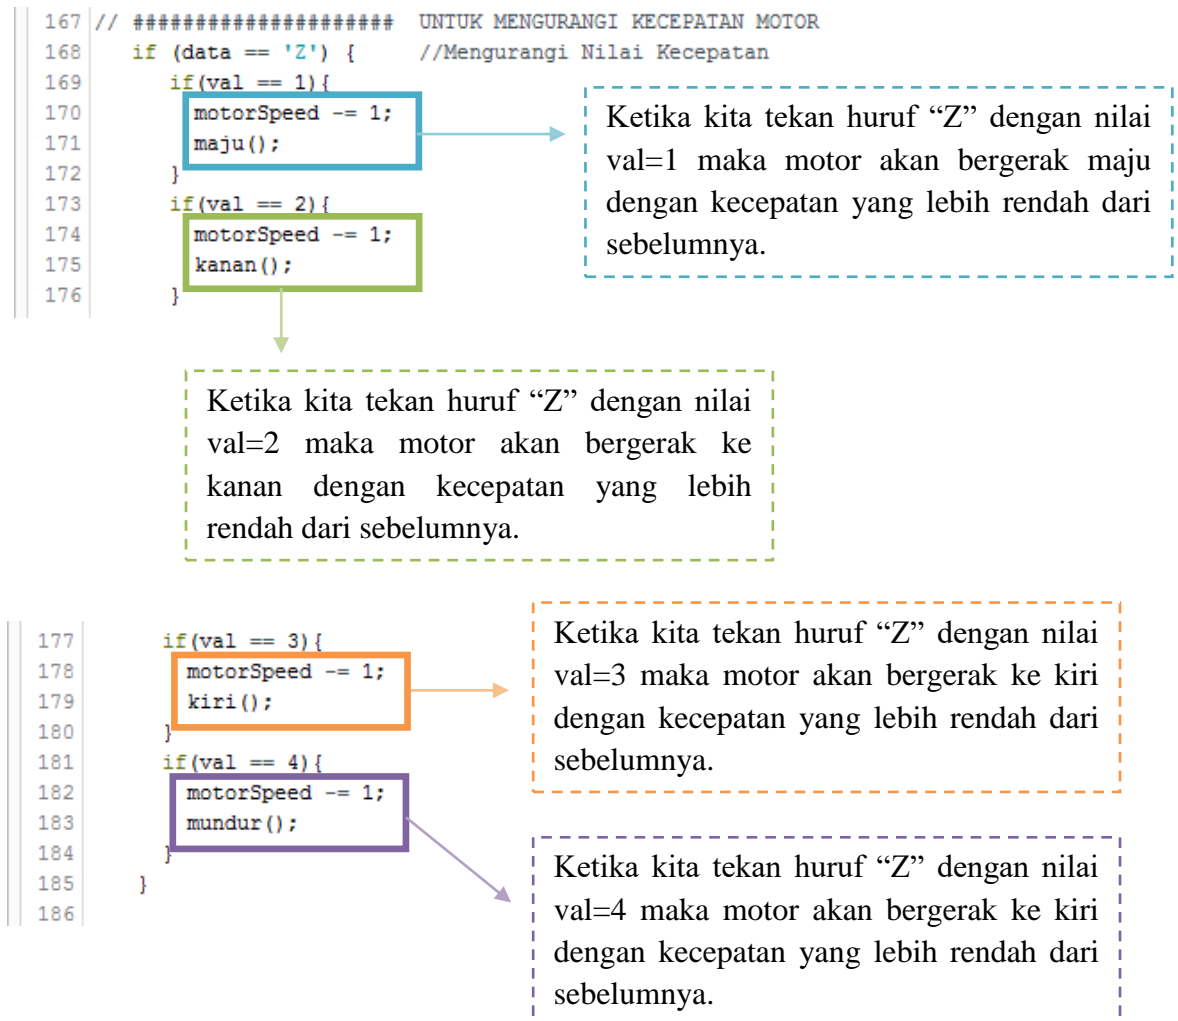 167 // ##################### UNTUK MENGURANGI KECEPATAN MOTOR
168 if (data == 'Z') { //Mengurangi Nilai Kecepatan
169 if(val == 1){
170 motorSpeed -= 1;
171 maju();
172 }
173 if(val == 2){
174 motorSpeed -= 1;
175 kanan();
176 }
Ketika kita tekan huruf “Z” dengan nilai
val=1 maka motor akan bergerak maju
dengan kecepatan yang lebih rendah dari
sebelumnya.
Ketika kita tekan huruf “Z” dengan nilai
val=2 maka motor akan bergerak ke
kanan dengan kecepatan yang lebih
rendah dari sebelumnya.
177 if(val == 3){
178 motorSpeed -= 1;
179 kiri();
180 }
181 if(val == 4){
182 motorSpeed -= 1;
183 mundur();
184 }
185 }
186
Ketika kita tekan huruf “Z” dengan nilai
val=3 maka motor akan bergerak ke kiri
dengan kecepatan yang lebih rendah dari
sebelumnya.
Ketika kita tekan huruf “Z” dengan nilai
val=4 maka motor akan bergerak ke kiri
dengan kecepatan yang lebih rendah dari
sebelumnya.